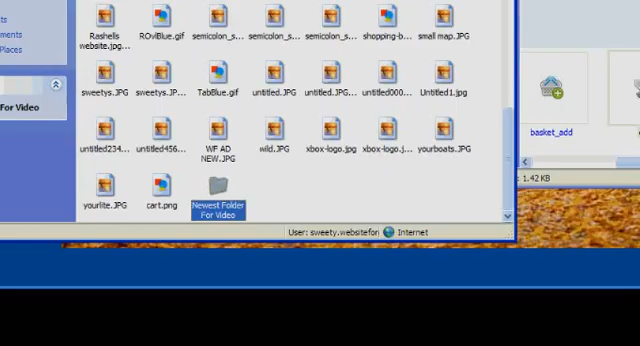 ts
ments
Places
For Video
Rashells website.jpg...
ROvlBlue.gif
semicolon_s...
semicolon_s...
semicolon_s...
shopping-b...
small map.JPG
sweetys.JPG
sweetys.JP...
TabBlue.gif
untitled.JPG
untitled.JPG...
untitled000...
Untitled1.jpg
untitled234...
untitled456...
WF AD NEW.JPG
wild.JPG
xbox-logo.jpg
xbox-logo.j...
yourboats.JPG
yourlite.JPG
cart.png
Newest Folder For Video
User: sweety.websitefor
Internet
basket_add
: 1.42 KB